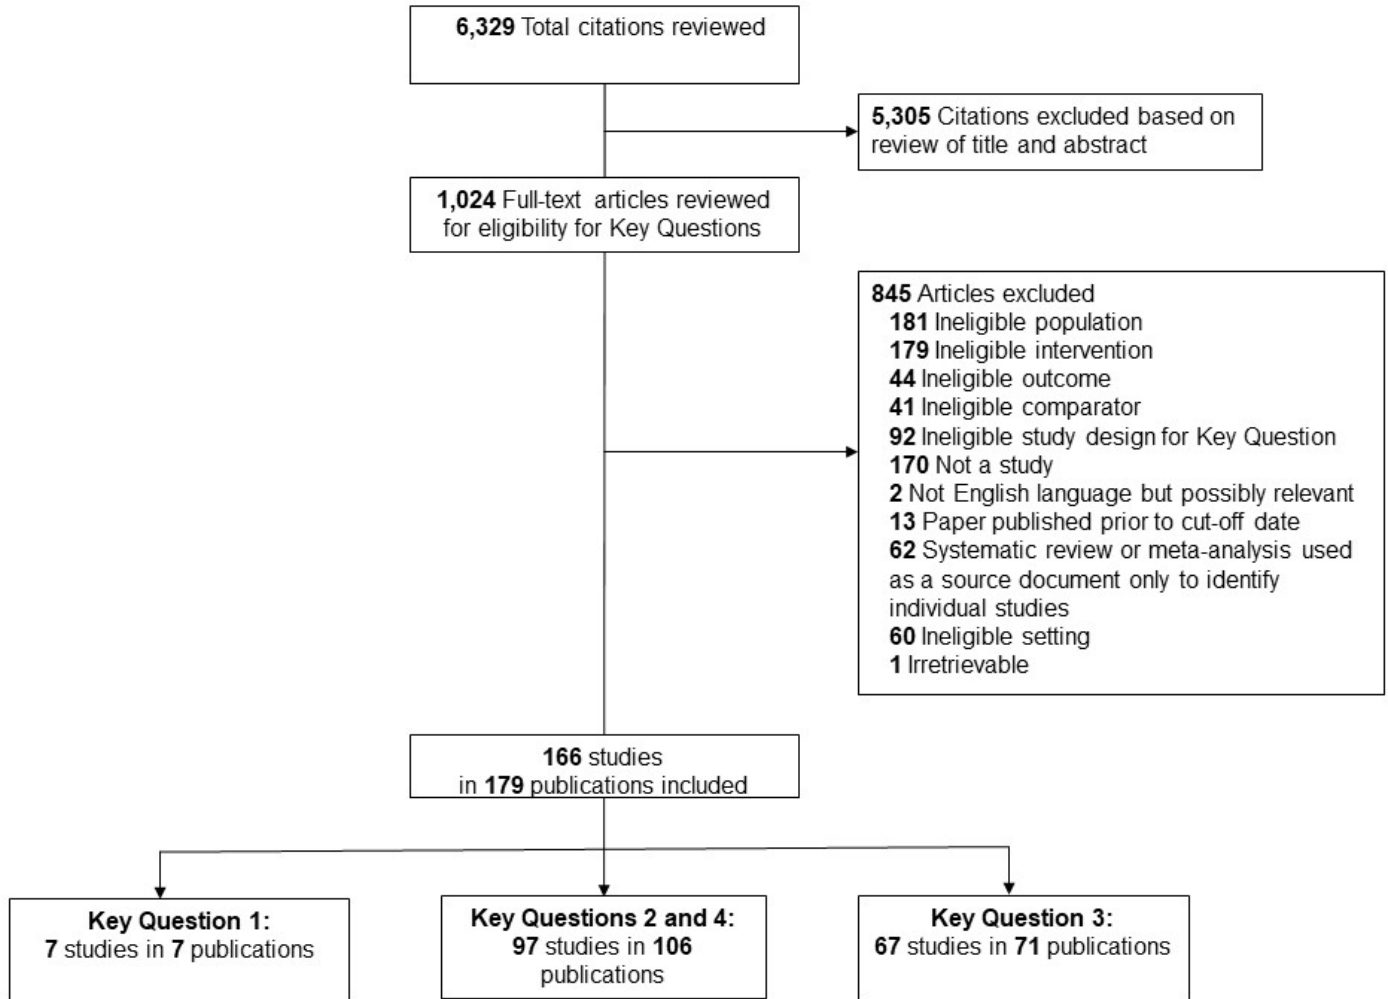 6,329 Total citations reviewed
5,305 Citations excluded based on
review of title and abstract
1,024 Full-text articles reviewed
for eligibility for Key Questions
845 Articles excluded
181 Ineligible population
179 Ineligible intervention
44 Ineligible outcome
41 Ineligible comparator
92 Ineligible study design for Key Question
170 Not a study
2 Not English language but possibly relevant
13 Paper published prior to cut-off date
62 Systematic review or meta-analysis used
as a source document only to identify
individual studies
60 Ineligible setting
1 Irretrievable
166 studies
in 179 publications included
Key Question 1:
7 studies in 7 publications
Key Questions 2 and 4:
97 studies in 106
publications
Key Question 3:
67 studies in 71 publications